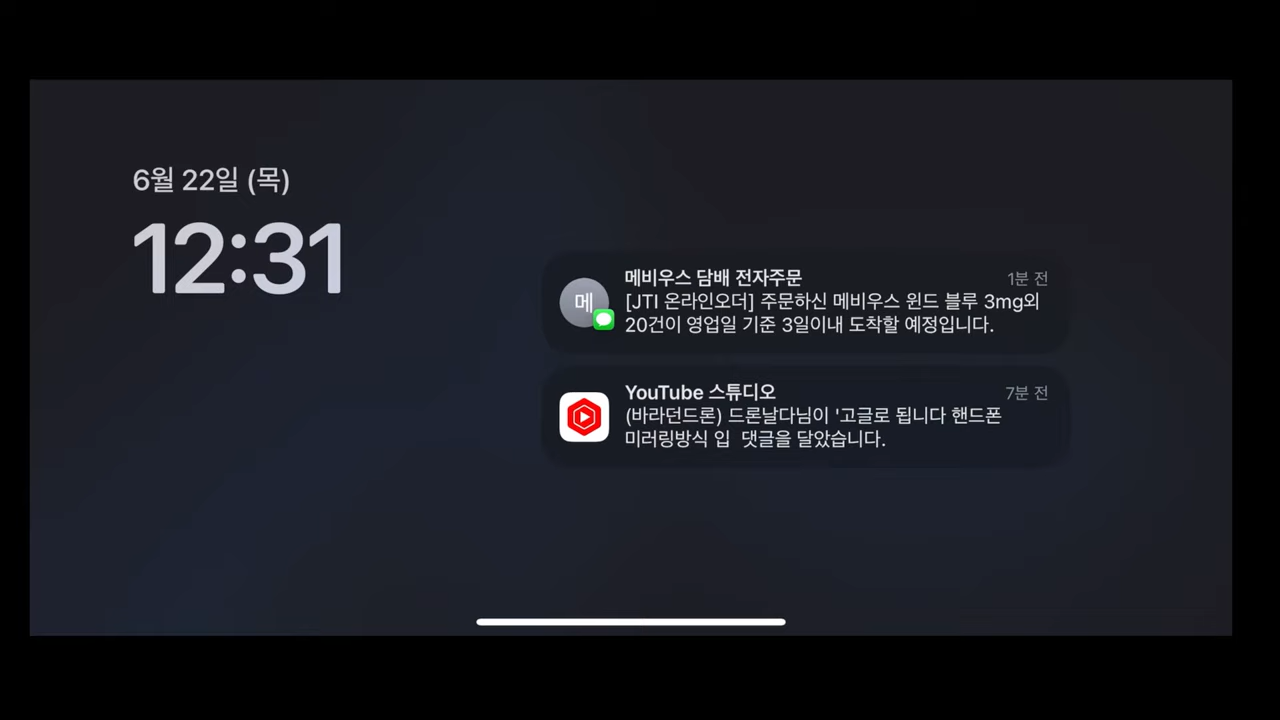 6월 22일 (목)
12:31
메비우스 담배 전자주문
1분 전
메
[JTI 온라인오더] 주문하신 메비우스 윈드 블루 3mg외
20건이 영업일 기준 3일이내 도착할 예정입니다.
YouTube 스튜디오
7분 전
(바라던드론) 드론날다님이 '고글로 됩니다 핸드폰
미러링방식 입  댓글을 달았습니다.